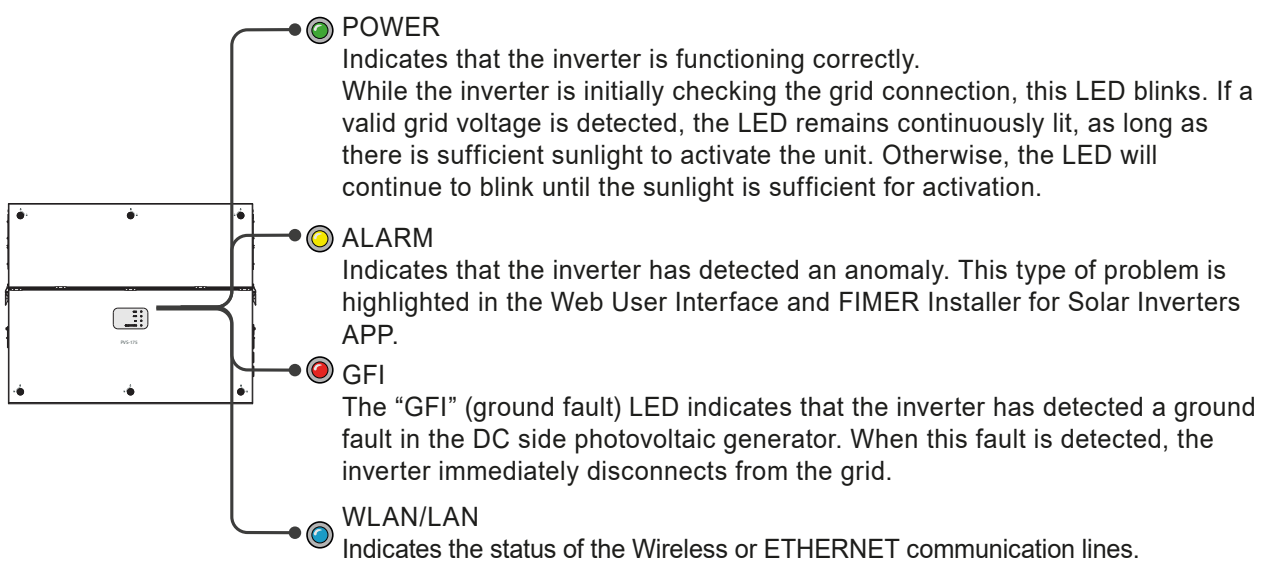 POWER
Indicates that the inverter is functioning correctly.
While the inverter is initially checking the grid connection, this LED blinks. If a
valid grid voltage is detected, the LED remains continuously lit, as long as
there is sufficient sunlight to activate the unit. Otherwise, the LED will
continue to blink until the sunlight is sufficient for activation.
ALARM
Indicates that the inverter has detected an anomaly. This type of problem is
highlighted in the Web User Interface and FIMER Installer for Solar Inverters
APP.
GFI
The “GFI” (ground fault) LED indicates that the inverter has detected a ground
fault in the DC side photovoltaic generator. When this fault is detected, the
inverter immediately disconnects from the grid.
WLAN/LAN
Indicates the status of the Wireless or ETHERNET communication lines.
PVS-175